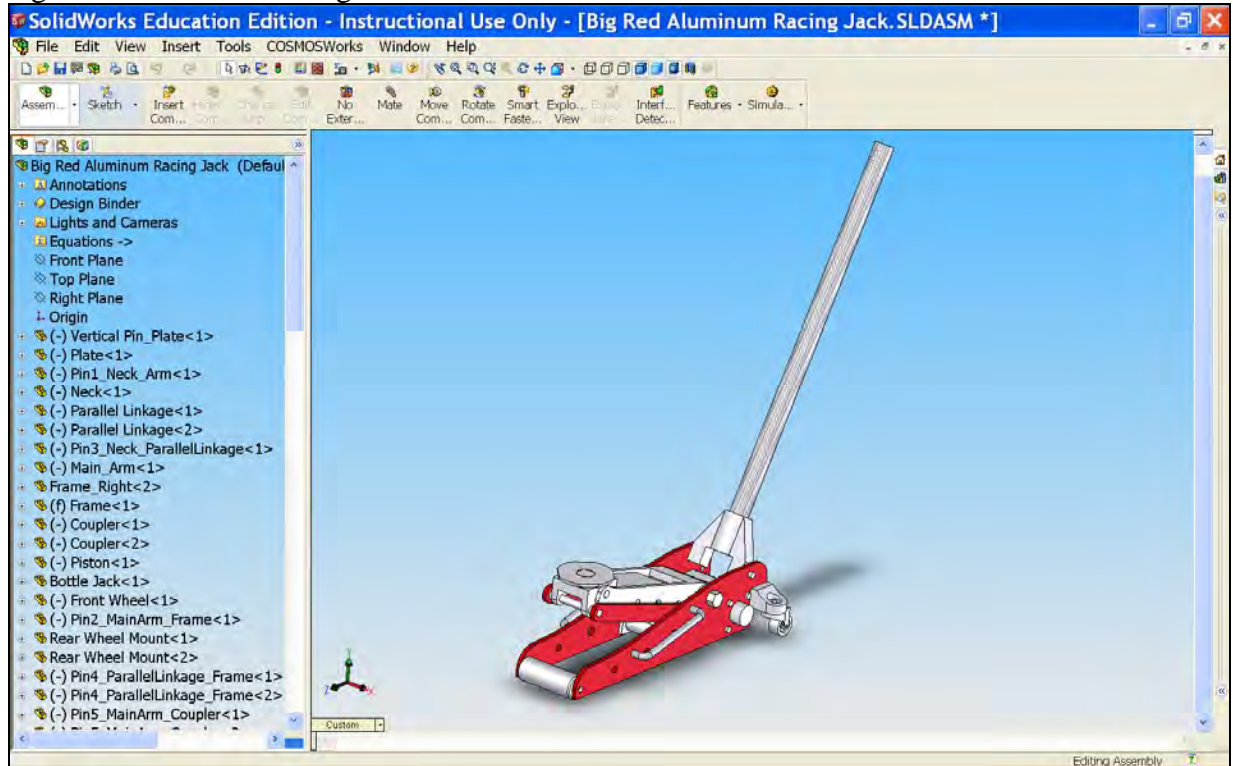 SolidWorks Education Edition - Instructional Use Only - [Big Red Aluminum Racing Jack.SLDASM *]
File Edit View Insert Tools COSMOSWorks Window Help
Assem... Sketch Insert Com... No Exter... Mate Move Com... Rotate Com... Smart Faste... Explo... View Interf... Detec... Features Simula...
Big Red Aluminum Racing Jack (Defaul
Annotations
Design Binder
Lights and Cameras
Equations ->
Front Plane
Top Plane
Right Plane
Origin
(-) Vertical Pin_Plate<1>
(-) Plate<1>
(-) Pin1_Neck_Arm<1>
(-) Neck<1>
(-) Parallel Linkage<1>
(-) Parallel Linkage<2>
(-) Pin3_Neck_ParallelLinkage<1>
(-) Main_Arm<1>
Frame_Right<2>
(f) Frame<1>
(-) Coupler<1>
(-) Coupler<2>
(-) Piston<1>
Bottle Jack<1>
(-) Front Wheel<1>
(-) Pin2_MainArm_Frame<1>
Rear Wheel Mount<1>
Rear Wheel Mount<2>
(-) Pin4_ParallelLinkage_Frame<1>
(-) Pin4_ParallelLinkage_Frame<2>
(-) Pin5_MainArm_Coupler<1>
Y
Z X
Custom
Editing Assembly